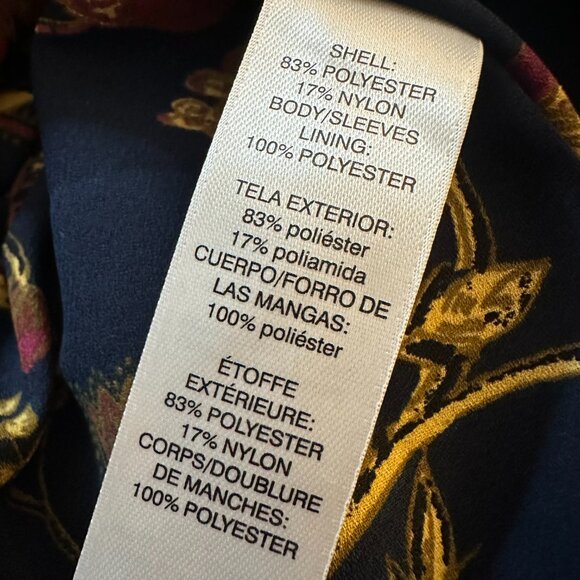 SHELL:
83% POLYESTER
17% NYLON
BODY/SLEEVES
LINING:
100% POLYESTER
TELA EXTERIOR:
83% poliéster
17% poliamida
CUERPO/FORRO DE
LAS MANGAS:
100% poliéster
ÉTOFFE
EXTÉRIEURE:
83% POLYESTER
17% NYLON
CORPS/DOUBLURE
DE MANCHES:
100% POLYESTER